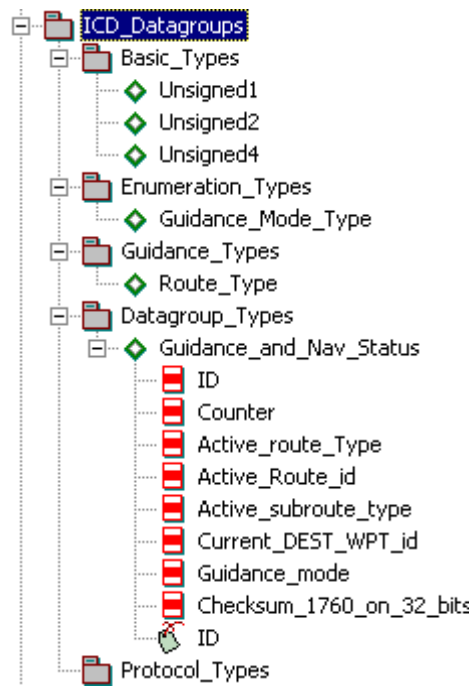 ICD_Datagroups
Basic_Types
Unsigned1
Unsigned2
Unsigned4
Enumeration_Types
Guidance_Mode_Type
Guidance_Types
Route_Type
Datagroup_Types
Guidance_and_Nav_Status
ID
Counter
Active_route_Type
Active_Route_id
Active_subroute_type
Current_DEST_WPT_id
Guidance_mode
Checksum_1760_on_32_bits
ID
Protocol_Types